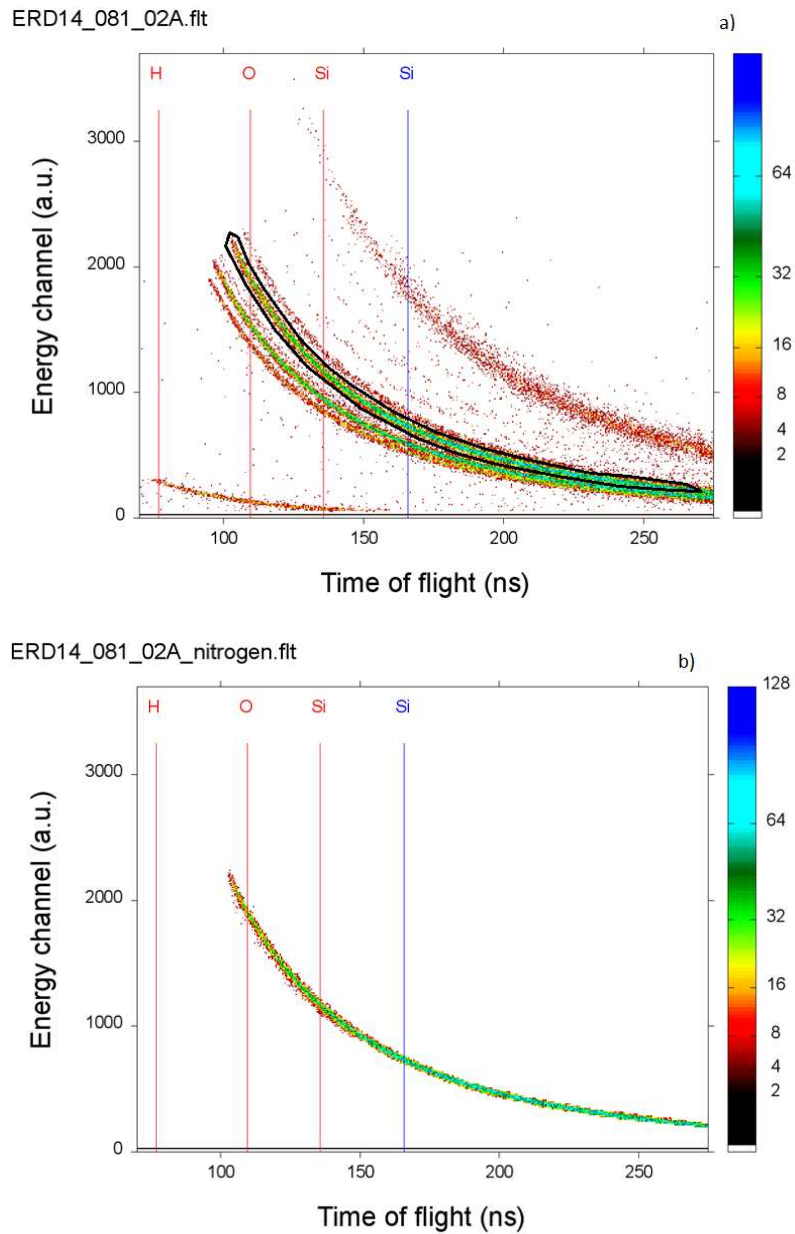 ERD14_081_02A.flt
a)
H O Si Si
3000
2000
1000
0
Energy channel (a.u.)
100 150 200 250
Time of flight (ns)
64
32
16
8
4
2
ERD14_081_02A_nitrogen.flt
b)
H O Si Si
3000
2000
1000
0
Energy channel (a.u.)
100 150 200 250
Time of flight (ns)
128
64
32
16
8
4
2